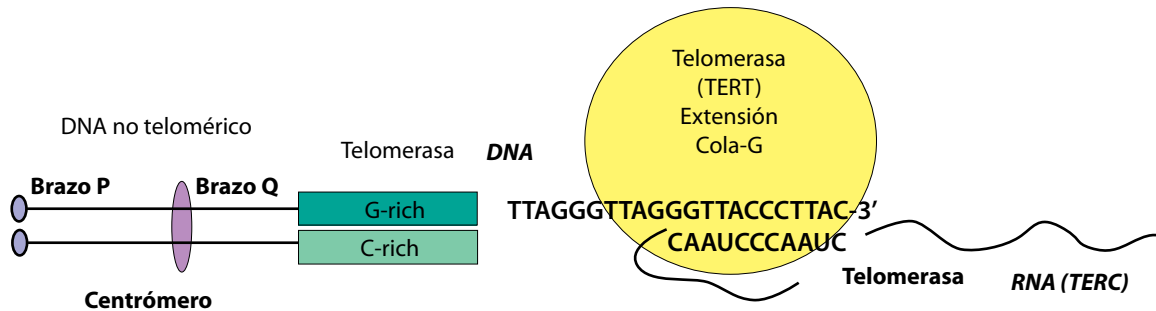 Telomerasa
(TERT)
Extensión
Cola-G
DNA no telomérico
Telomerasa DNA
Brazo P Brazo Q
G-rich
TTAGGGTTAGGGTTACCCTTAC-3’
C-rich
CAAUCCCAAUC
Telomerasa RNA (TERC)
Centrómero